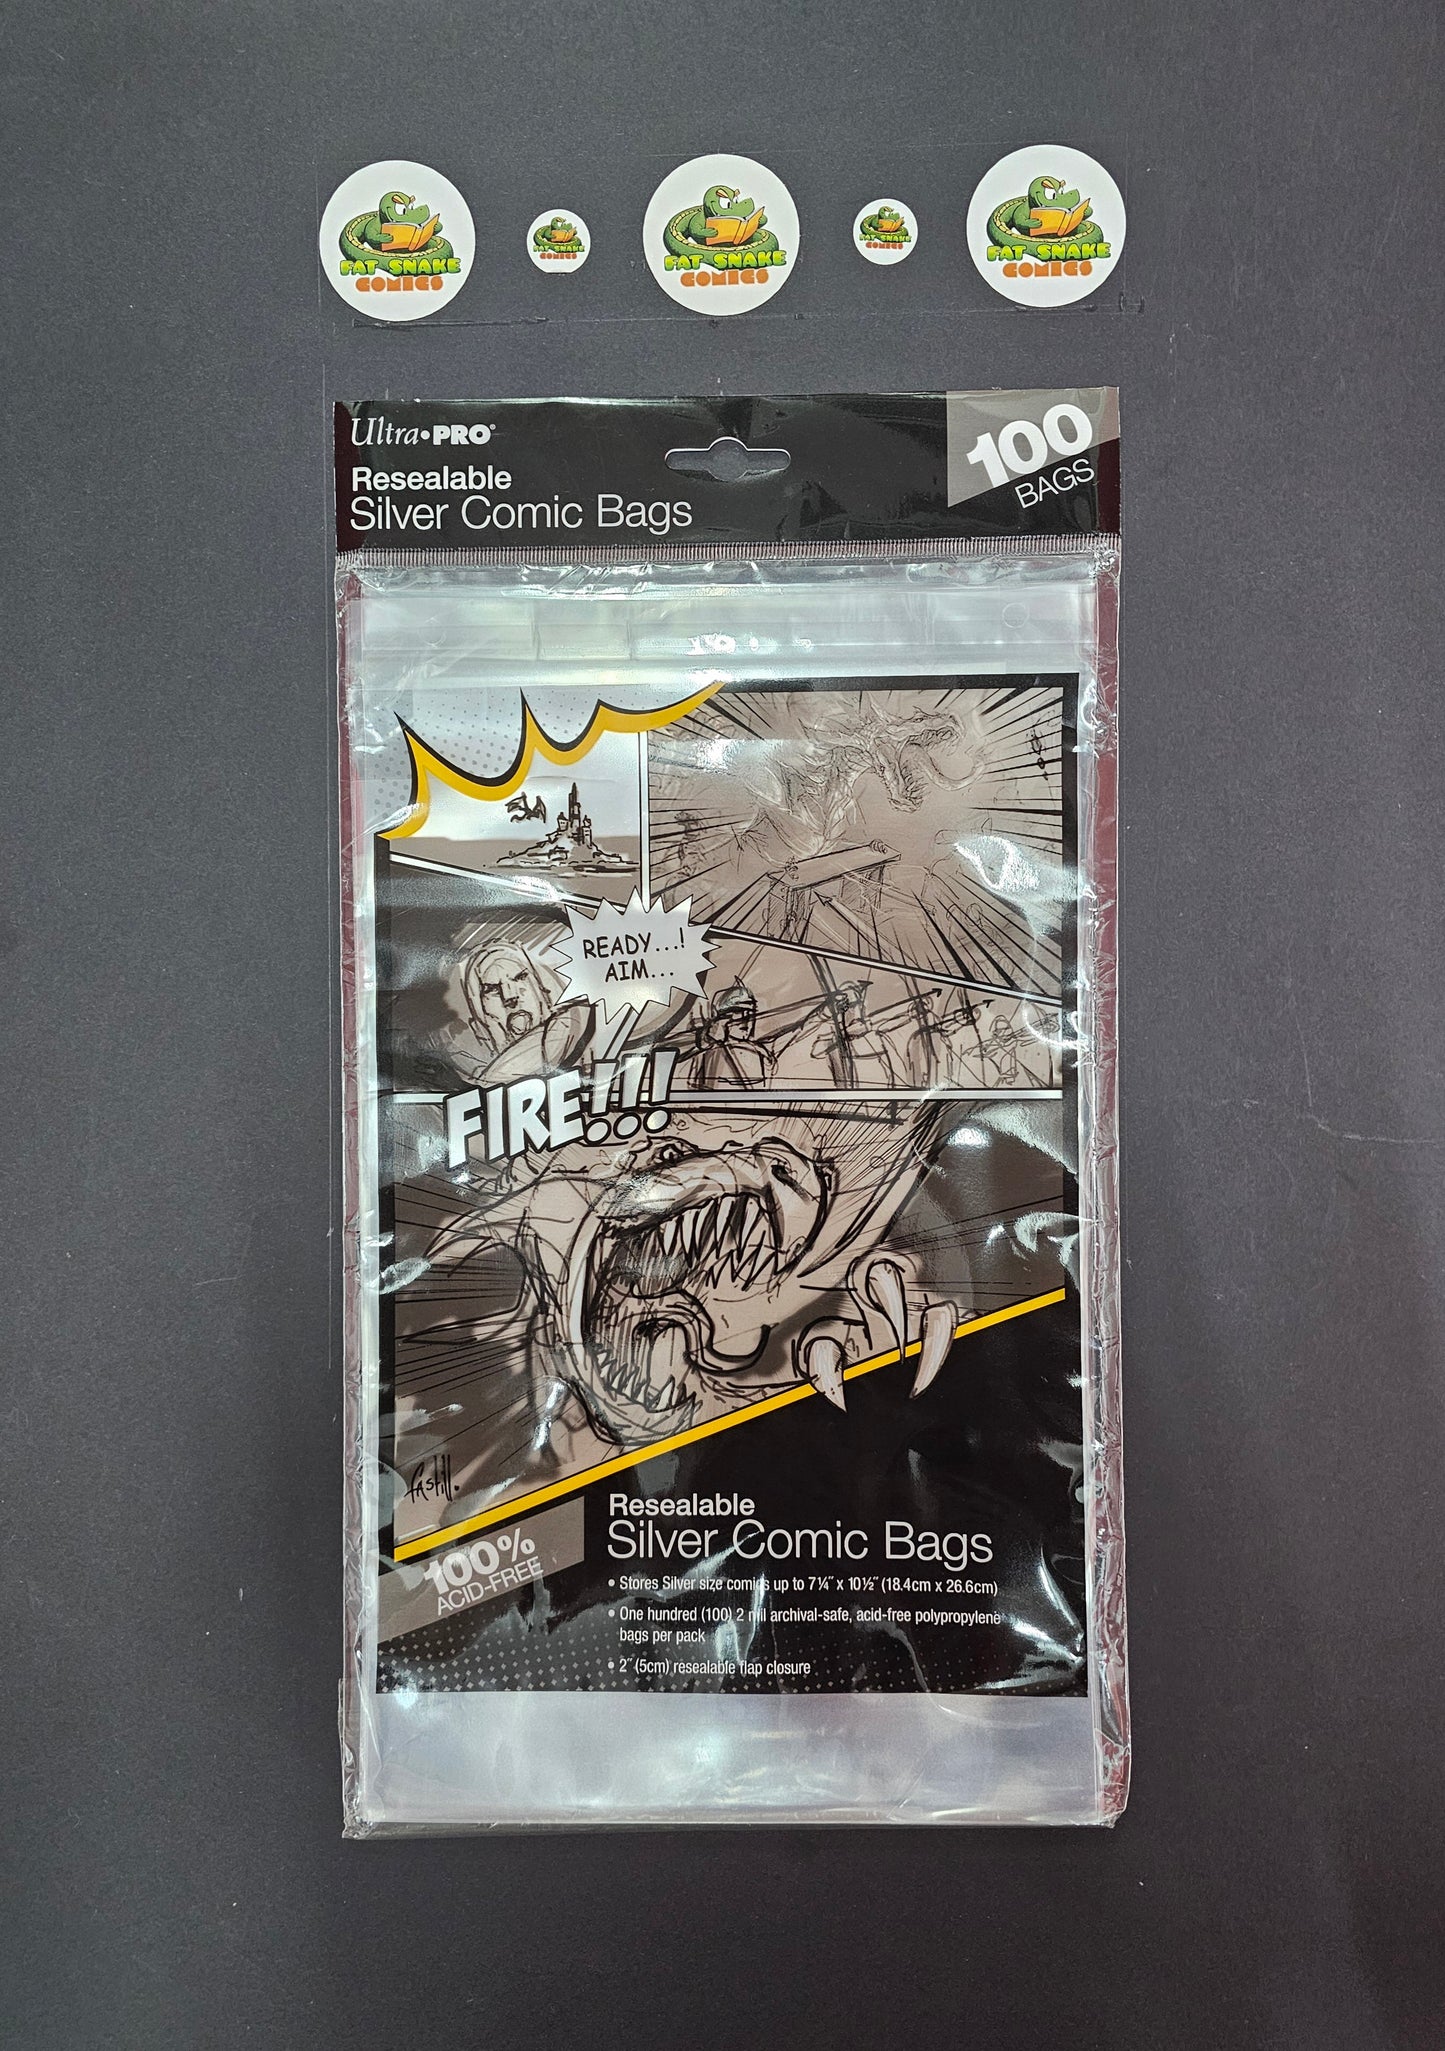 FAT SNAKE
COMICS
FAT SNAKE
COMICS
FAT SNAKE
COMICS
FAT SNAKE
COMICS
FAT SNAKE
COMICS
Ultra•PRO®
Resealable
Silver Comic Bags
100
BAGS
READY...!
AIM...
FIRE!!!
fastill.
100%
ACID-FREE
Resealable
Silver Comic Bags
• Stores Silver size comics up to 7¼" x 10½" (18.4cm x 26.6cm)
• One hundred (100) 2 mil archival-safe, acid-free polypropylene
bags per pack
• 2" (5cm) resealable flap closure